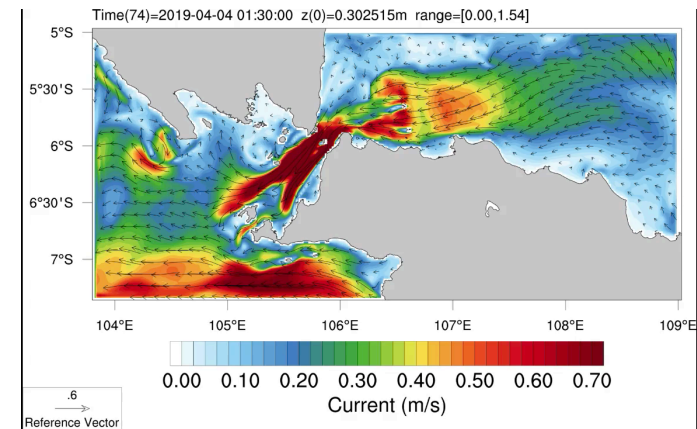 Time(74)=2019-04-04 01:30:00 z(0)=0.302515m range=[0.00,1.54]
5°S
5°30'S
6°S
6°30'S
7°S
104°E 105°E 106°E 107°E 108°E 109°E
0.00 0.10 0.20 0.30 0.40 0.50 0.60 0.70
Current (m/s)
.6
Reference Vector